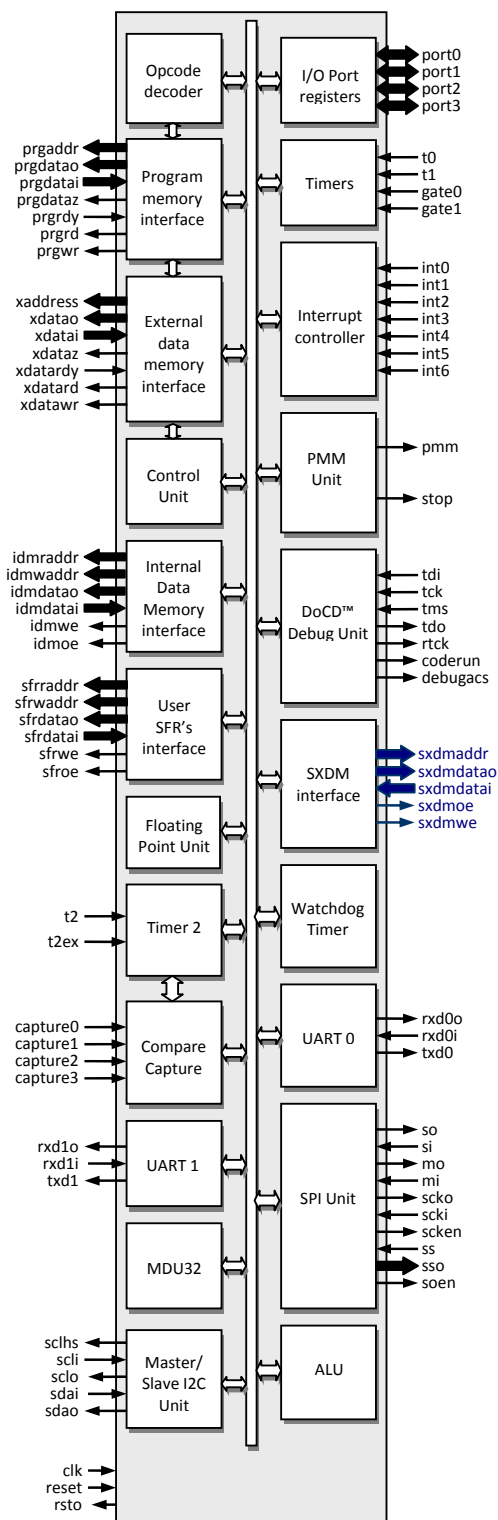 Opcode
decoder
prgaddr
prgdatao
prgdatai
prgdataz
prgrdy
prgrd
prgwr
Program
memory
interface
xaddress
xdatao
xdatai
xdataz
xdatardy
xdatard
xdatawr
External
data
memory
interface
Control
Unit
idmraddr
idmwaddr
idmdatao
idmdatai
idmwe
idmoe
Internal
Data
Memory
interface
sfrraddr
sfrwaddr
sfrdatao
sfrdatai
sfrwe
sfroe
User
SFR's
interface
Floating
Point Unit
t2
t2ex
Timer 2
capture0
capture1
capture2
capture3
Compare
Capture
rxd1o
rxd1i
txd1
UART 1
MDU32
sclhs
scli
sclo
sdai
sdao
Master/
Slave I2C
Unit
clk
reset
rsto
I/O Port
registers
port0
port1
port2
port3
Timers
t0
t1
gate0
gate1
Interrupt
controller
int0
int1
int2
int3
int4
int5
int6
PMM
Unit
pmm
stop
DoCD™
Debug Unit
tdi
tck
tms
tdo
rtck
coderun
debugacs
SXDM
interface
sxdmaddr
sxdmdatao
sxdmdatai
sxdmoe
sxdmwe
Watchdog
Timer
UART 0
rxd0o
rxd0i
txd0
SPI Unit
so
si
mo
mi
scko
scki
scken
ss
sso
soen
ALU